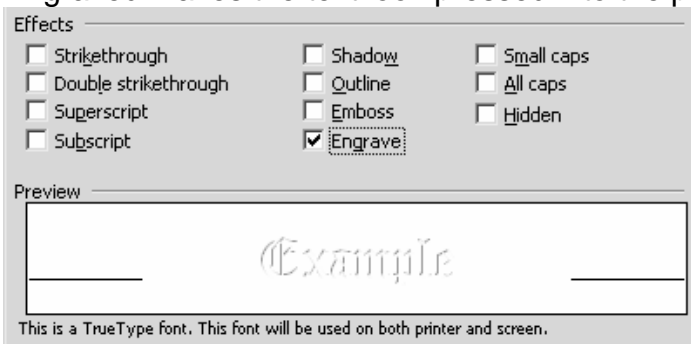 Effects
Strikethrough Shadow Small caps
Double strikethrough Outline All caps
Superscript Emboss Hidden
Subscript Engrave
Preview
Example
This is a TrueType font. This font will be used on both printer and screen.